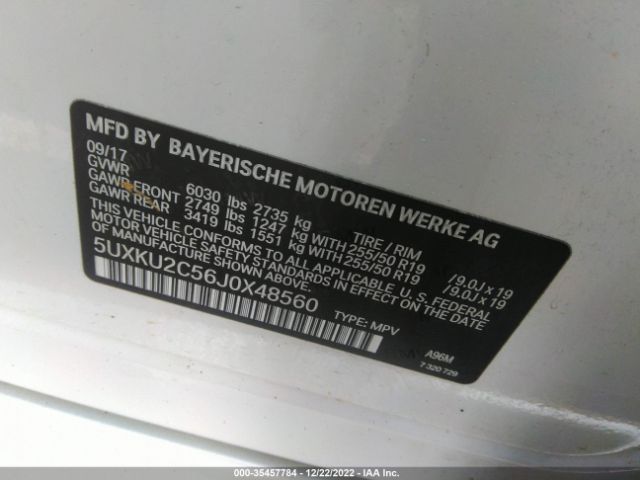 MFD BY BAYERISCHE MOTOREN WERKE AG
09/17
GVWR 6030 lbs 2735 kg TIRE / RIM
GAWR FRONT 2749 lbs 1247 kg WITH 255/50 R19 /9.0J x 19
GAWR REAR 3419 lbs 1551 kg WITH 255/50 R19 /9.0J x 19
THIS VEHICLE CONFORMS TO ALL APPLICABLE U.S. FEDERAL
MOTOR VEHICLE SAFETY STANDARDS IN EFFECT ON THE DATE
OF MANUFACTURE SHOWN ABOVE.
5UXKU2C56J0X48560
TYPE: MPV
A96M
7 320 729
000-35457784 - 12/22/2022 - IAA Inc.